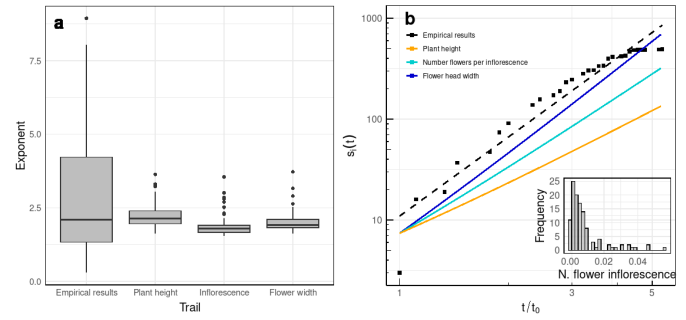 a
Exponent
7.5
5.0
2.5
0.0
Empirical results
Plant height
Inflorescence
Flower width
Trail
b
1000
100
10
s_i(t)
Empirical results
Plant height
Number flowers per inflorescence
Flower head width
1
3
5
t/t_0
Frequency
25
20
15
10
5
0
0.00
0.02
0.04
N. flower inflorescence